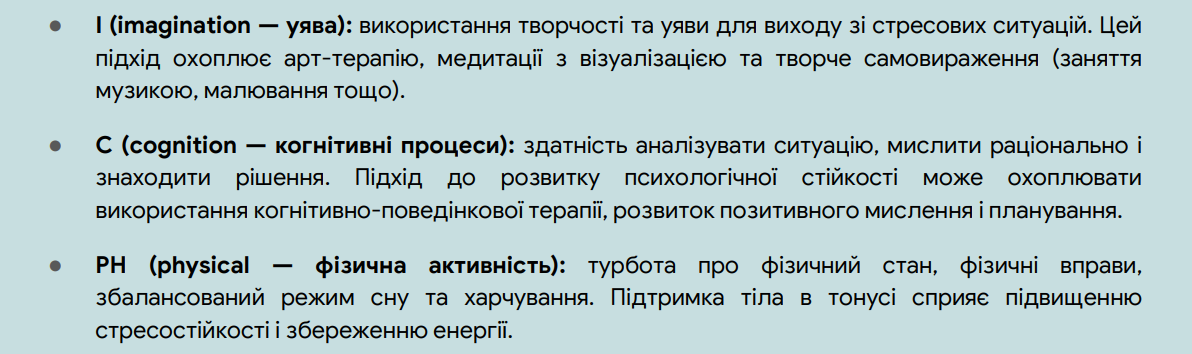 ● I (imagination — уява): використання творчості та уяви для виходу зі стресових ситуацій. Цей
підхід охоплює арт-терапію, медитації з візуалізацією та творче самовираження (заняття
музикою, малювання тощо).
● C (cognition — когнітивні процеси): здатність аналізувати ситуацію, мислити раціонально і
знаходити рішення. Підхід до розвитку психологічної стійкості може охоплювати
використання когнітивно-поведінкової терапії, розвиток позитивного мислення і планування.
● PH (physical — фізична активність): турбота про фізичний стан, фізичні вправи,
збалансований режим сну та харчування. Підтримка тіла в тонусі сприяє підвищенню
стресостійкості і збереженню енергії.